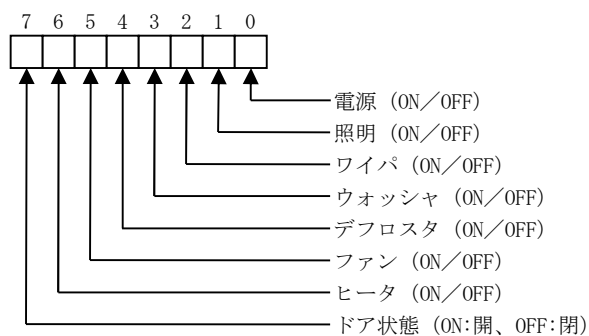 7 6 5 4 3 2 1 0
電源 (ON／OFF)
照明 (ON／OFF)
ワイパ (ON／OFF)
ウォッシャ (ON／OFF)
デフロスタ (ON／OFF)
ファン (ON／OFF)
ヒータ (ON／OFF)
ドア状態 (ON:開、OFF:閉)